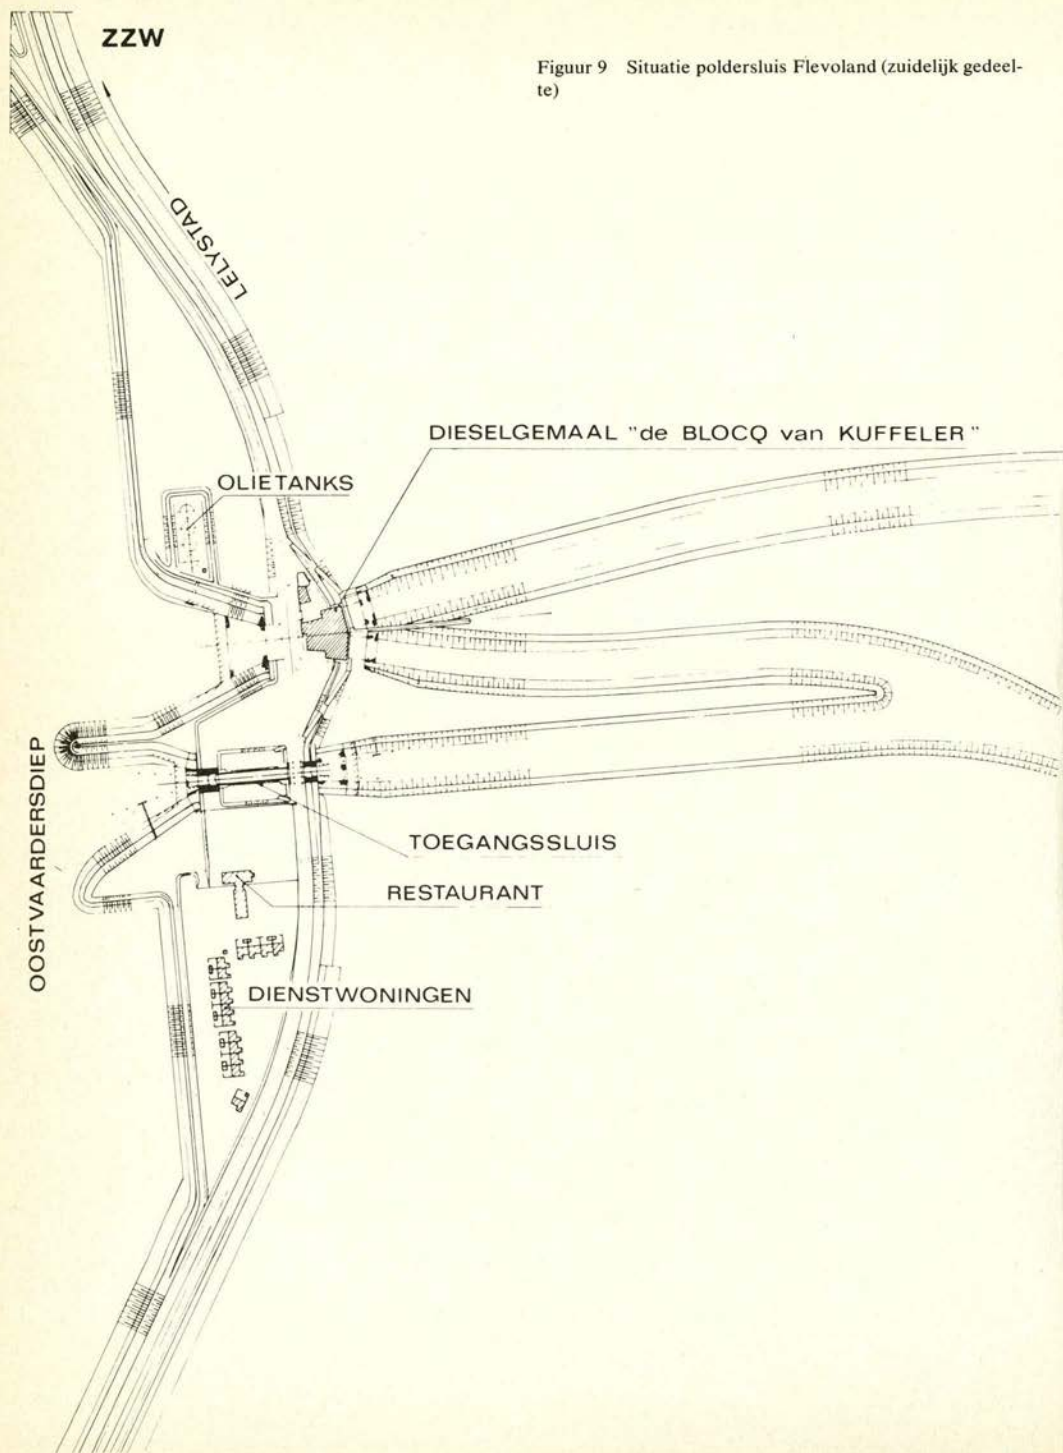 ZZW
Figuur 9 Situatie poldersluis Flevoland (zuidelijk gedeel-
te)
LELYSTAD
DIESELGEMAAL "de BLOCQ van KUFFELER"
OLIETANKS
OOSTVAARDERSDIEP
TOEGANGSSLUIS
RESTAURANT
DIENSTWONINGEN